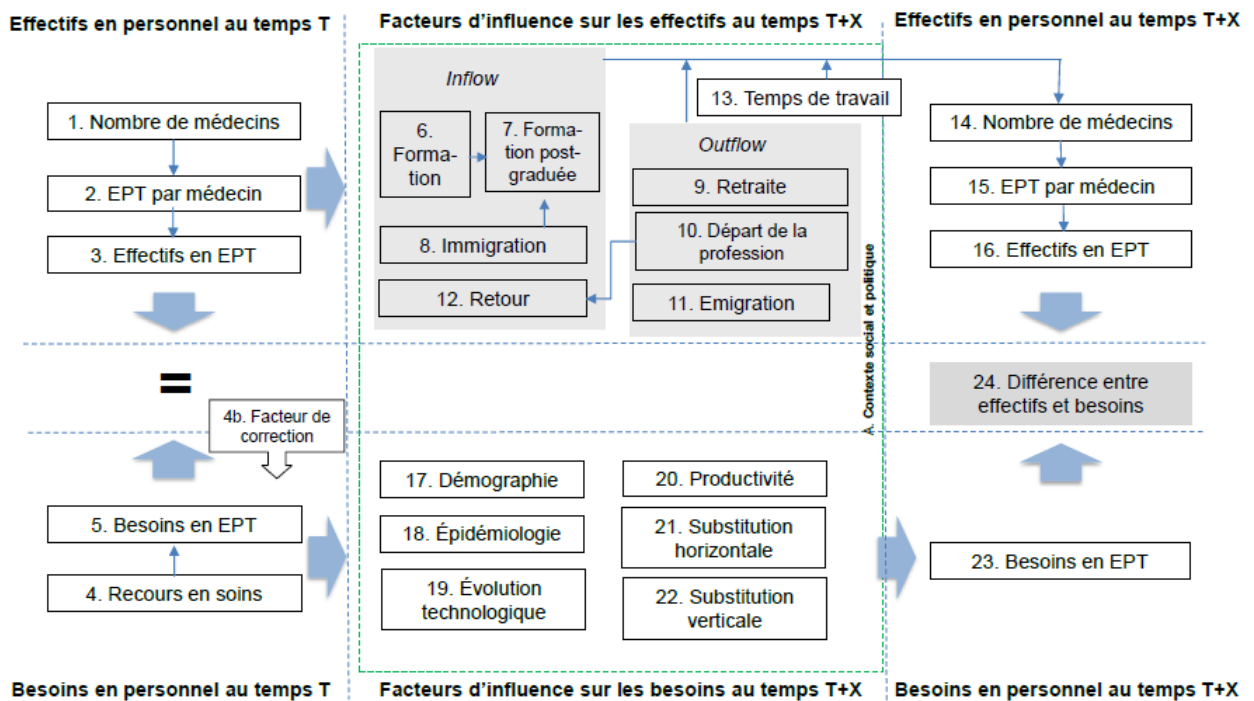 Effectifs en personnel au temps T
Facteurs d'influence sur les effectifs au temps T+X
Effectifs en personnel au temps T+X
1. Nombre de médecins
2. EPT par médecin
3. Effectifs en EPT
Inflow
6.
Forma-
tion
7. Forma-
tion post-
graduée
8. Immigration
12. Retour
13. Temps de travail
Outflow
9. Retraite
10. Départ de la
profession
11. Emigration
A. Contexte social et politique
14. Nombre de médecins
15. EPT par médecin
16. Effectifs en EPT
=
4b. Facteur de
correction
24. Différence entre
effectifs et besoins
5. Besoins en EPT
4. Recours en soins
17. Démographie
18. Épidémiologie
19. Évolution
technologique
20. Productivité
21. Substitution
horizontale
22. Substitution
verticale
23. Besoins en EPT
Besoins en personnel au temps T
Facteurs d'influence sur les besoins au temps T+X
Besoins en personnel au temps T+X